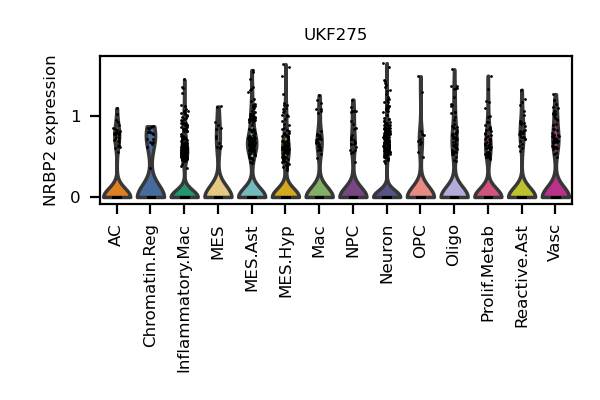 UKF275
NRBP2 expression
1
0
AC
Chromatin.Reg
Inflammatory.Mac
MES
MES.Ast
MES.Hyp
Mac
NPC
Neuron
OPC
Oligo
Prolif.Metab
Reactive.Ast
Vasc